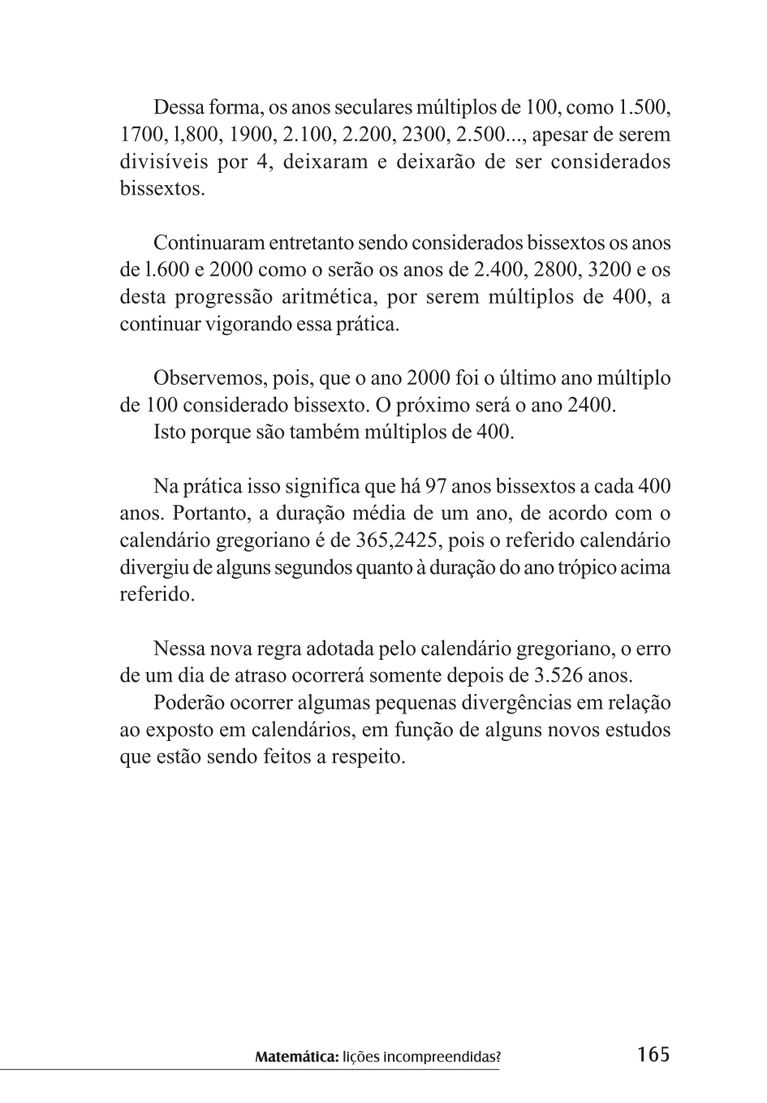 Dessa forma, os anos seculares múltiplos de 100, como 1.500,
1700, l,800, 1900, 2.100, 2.200, 2300, 2.500..., apesar de serem
divisíveis por 4, deixaram e deixarão de ser considerados
bissextos.
Continuaram entretanto sendo considerados bissextos os anos
de l.600 e 2000 como o serão os anos de 2.400, 2800, 3200 e os
desta progressão aritmética, por serem múltiplos de 400, a
continuar vigorando essa prática.
Observemos, pois, que o ano 2000 foi o último ano múltiplo
de 100 considerado bissexto. O próximo será o ano 2400.
Isto porque são também múltiplos de 400.
Na prática isso significa que há 97 anos bissextos a cada 400
anos. Portanto, a duração média de um ano, de acordo com o
calendário gregoriano é de 365,2425, pois o referido calendário
divergiu de alguns segundos quanto à duração do ano trópico acima
referido.
Nessa nova regra adotada pelo calendário gregoriano, o erro
de um dia de atraso ocorrerá somente depois de 3.526 anos.
Poderão ocorrer algumas pequenas divergências em relação
ao exposto em calendários, em função de alguns novos estudos
que estão sendo feitos a respeito.
Matemática: lições incompreendidas? 165